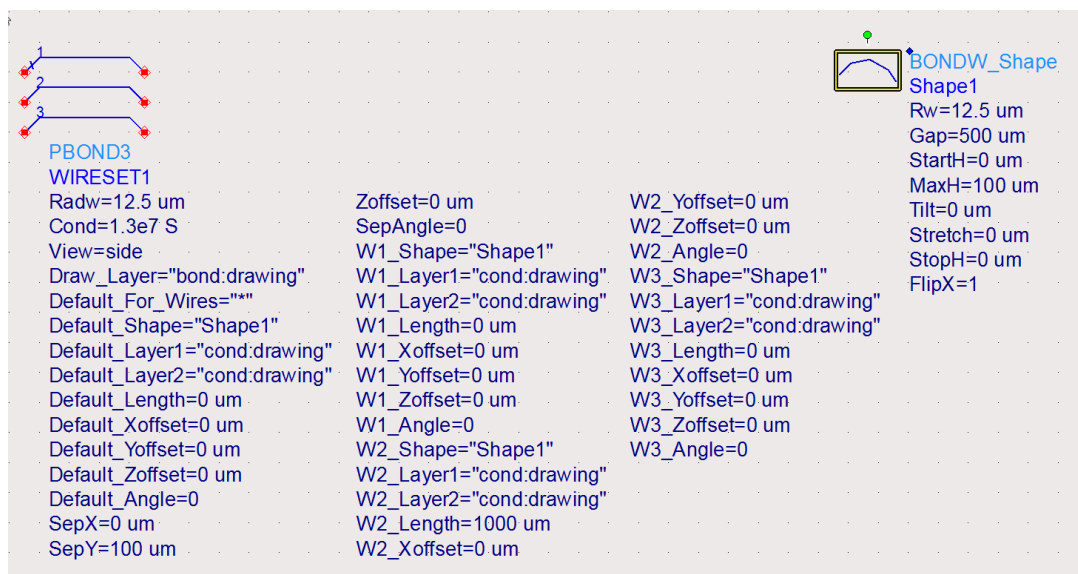 1
2
3
PBOND3
WIRESET1
Radw=12.5 um
Cond=1.3e7 S
View=side
Draw_Layer="bond:drawing"
Default_For_Wires="*"
Default_Shape="Shape1"
Default_Layer1="cond:drawing"
Default_Layer2="cond:drawing"
Default_Length=0 um
Default_Xoffset=0 um
Default_Yoffset=0 um
Default_Zoffset=0 um
Default_Angle=0
SepX=0 um
SepY=100 um
Zoffset=0 um
SepAngle=0
W1_Shape="Shape1"
W1_Layer1="cond:drawing"
W1_Layer2="cond:drawing"
W1_Length=0 um
W1_Xoffset=0 um
W1_Yoffset=0 um
W1_Zoffset=0 um
W1_Angle=0
W2_Shape="Shape1"
W2_Layer1="cond:drawing"
W2_Layer2="cond:drawing"
W2_Length=1000 um
W2_Xoffset=0 um
W2_Yoffset=0 um
W2_Zoffset=0 um
W2_Angle=0
W3_Shape="Shape1"
W3_Layer1="cond:drawing"
W3_Layer2="cond:drawing"
W3_Length=0 um
W3_Xoffset=0 um
W3_Yoffset=0 um
W3_Zoffset=0 um
W3_Angle=0
BONDW_Shape
Shape1
Rw=12.5 um
Gap=500 um
StartH=0 um
MaxH=100 um
Tilt=0 um
Stretch=0 um
StopH=0 um
FlipX=1